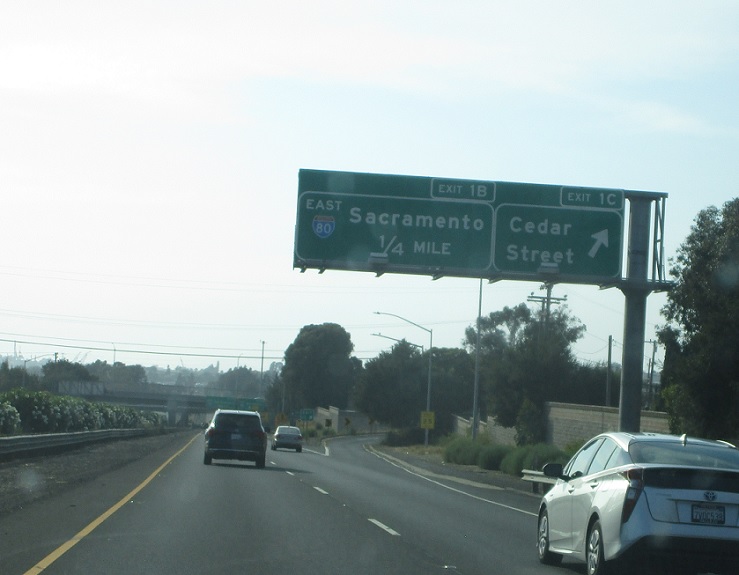 EXIT 1B
EAST
80
Sacramento
1/4 MILE
EXIT 1C
Cedar
Street